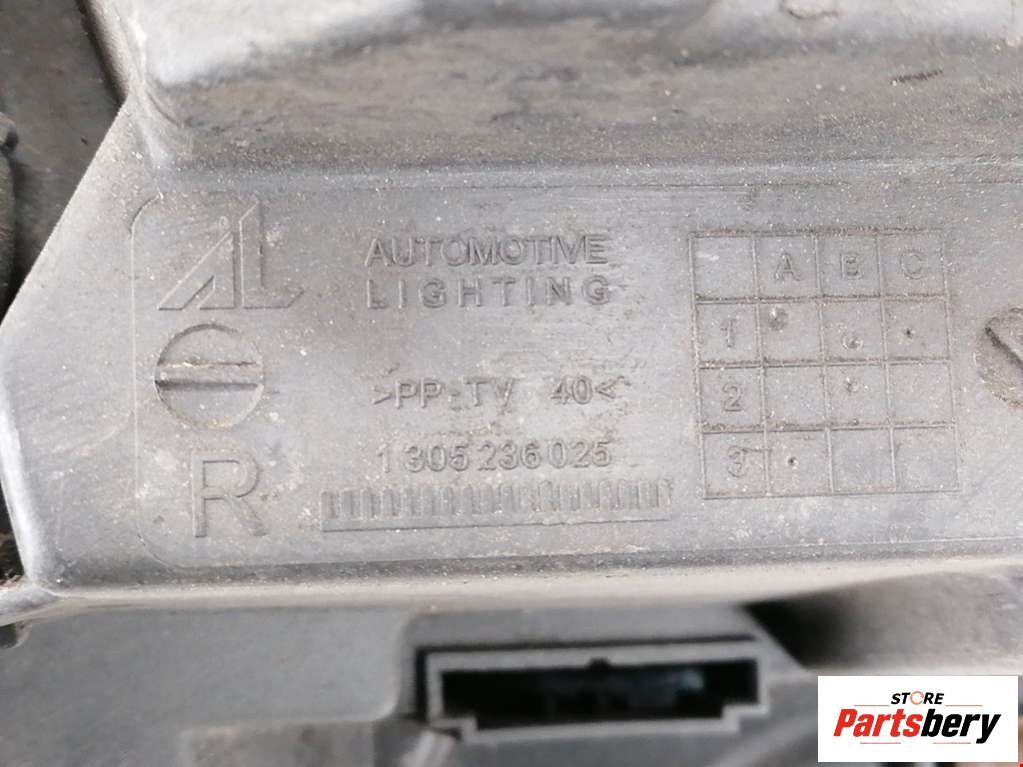 AL
AUTOMOTIVE
LIGHTING
>PP-TV 40<
1 305 236 025
R
A B C
1
2
3
STORE
Partsbery